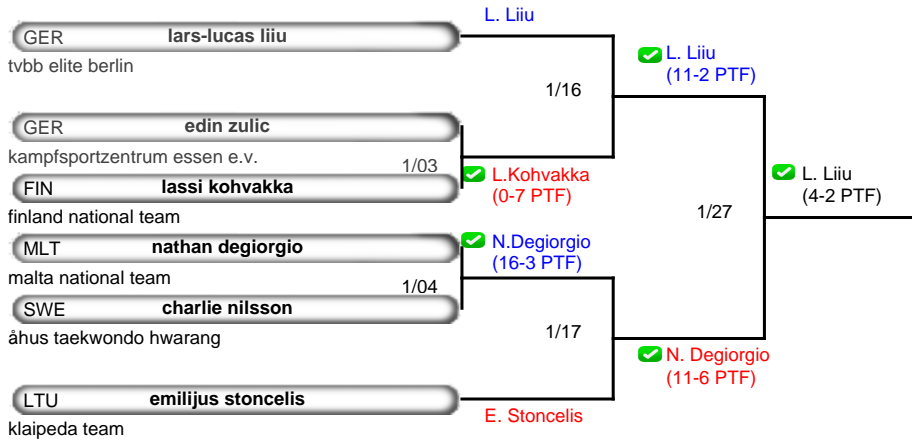 L. Liiu
GER lars-lucas liiu
tvbb elite berlin
L. Liiu
(11-2 PTF)
1/16
GER edin zulic
kampfsportzentrum essen e.v.
1/03
FIN lassi kohvakka
L.Kohvakka
(0-7 PTF)
finland national team
L. Liiu
(4-2 PTF)
1/27
MLT nathan degiorgio
N.Degiorgio
(16-3 PTF)
malta national team
1/04
SWE charlie nilsson
åhus taekwondo hwarang
1/17
N. Degiorgio
(11-6 PTF)
LTU emilijus stoncelis
E. Stoncelis
klaipeda team